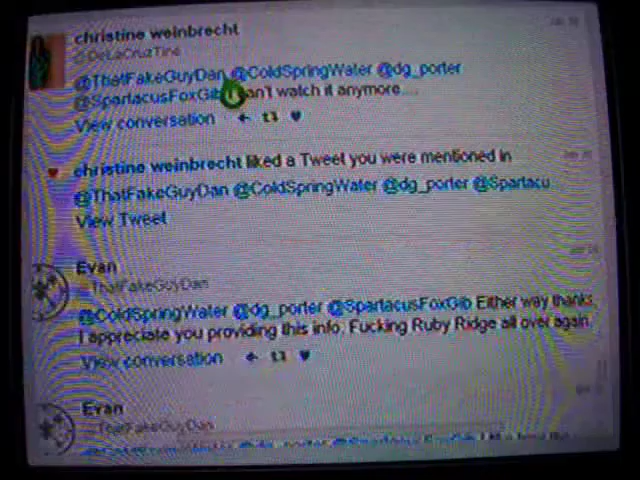 christine weinbrecht
@DeLaCruzTina
@ThatFakeGuyDan @ColdSpringWater @dg_porter
@SpartacusFoxGib I can't watch it anymore....
View conversation
christine weinbrecht liked a Tweet you were mentioned in
@ThatFakeGuyDan @ColdSpringWater @dg_porter @Spartacu
View Tweet
Evan
ThatFakeGuyDan
@ColdSpringWater @dg_porter @SpartacusFoxGib Either way thanks,
I appreciate you providing this info. Fucking Ruby Ridge all over again.
View conversation
Evan
ThatFakeGuyDan